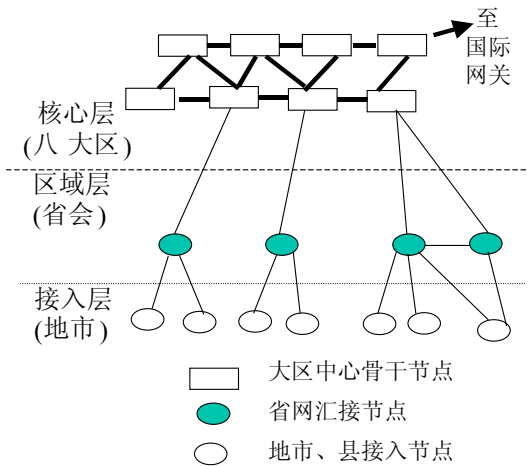 至
国际
网关
核心层
(八 大区)
区域层
(省会)
接入层
(地市)
大区中心骨干节点
省网汇接节点
地市、县接入节点